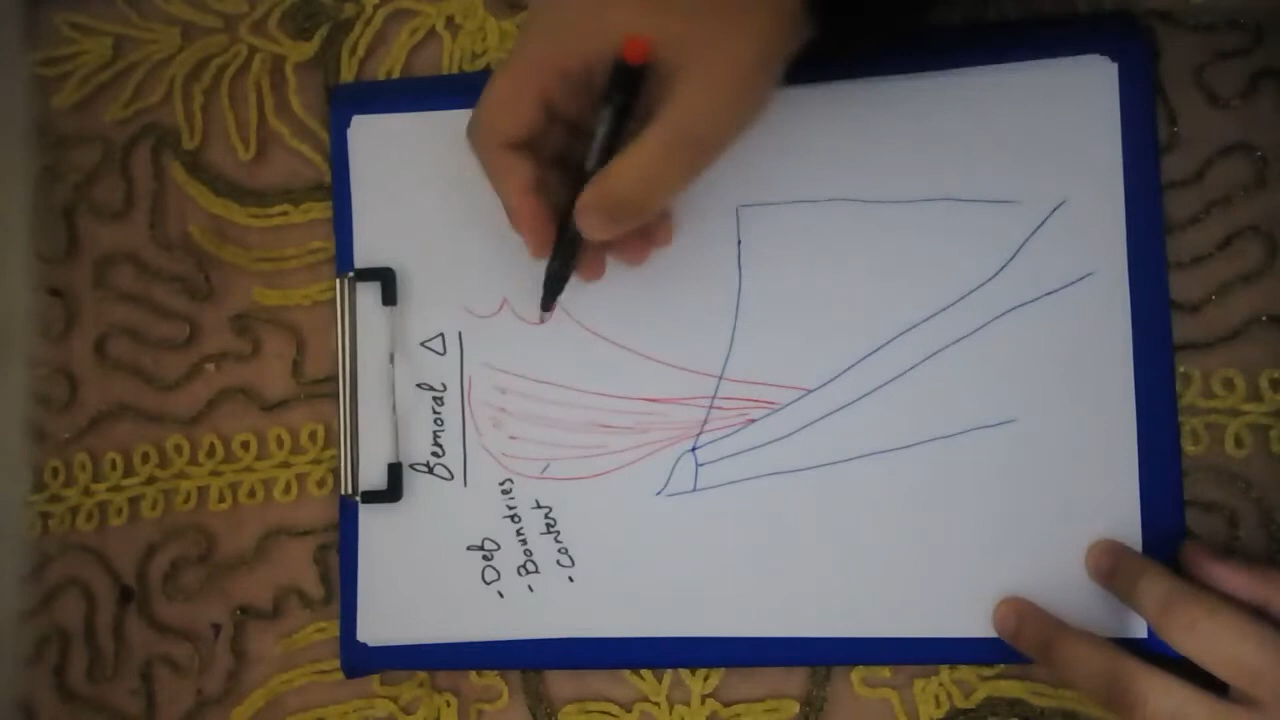 Femoral Δ
- Def
- Boundries
- Content